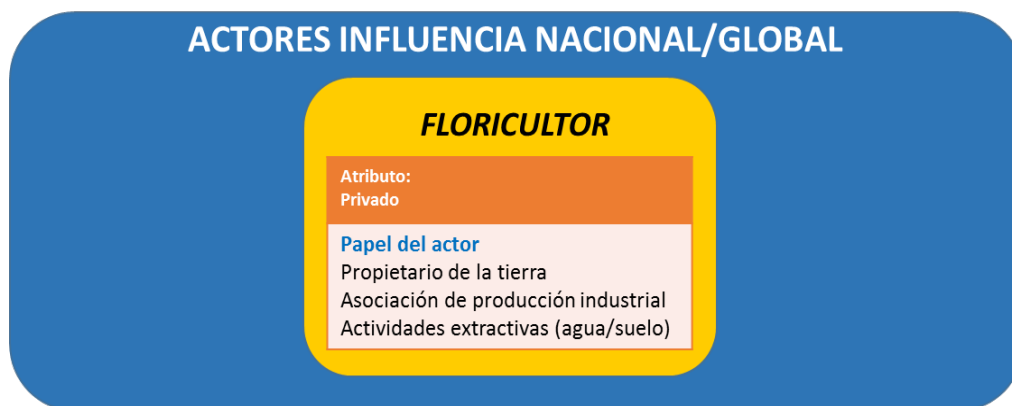 ACTORES INFLUENCIA NACIONAL/GLOBAL
FLORICULTOR
Atributo:
Privado
Papel del actor
Propietario de la tierra
Asociación de producción industrial
Actividades extractivas (agua/suelo)